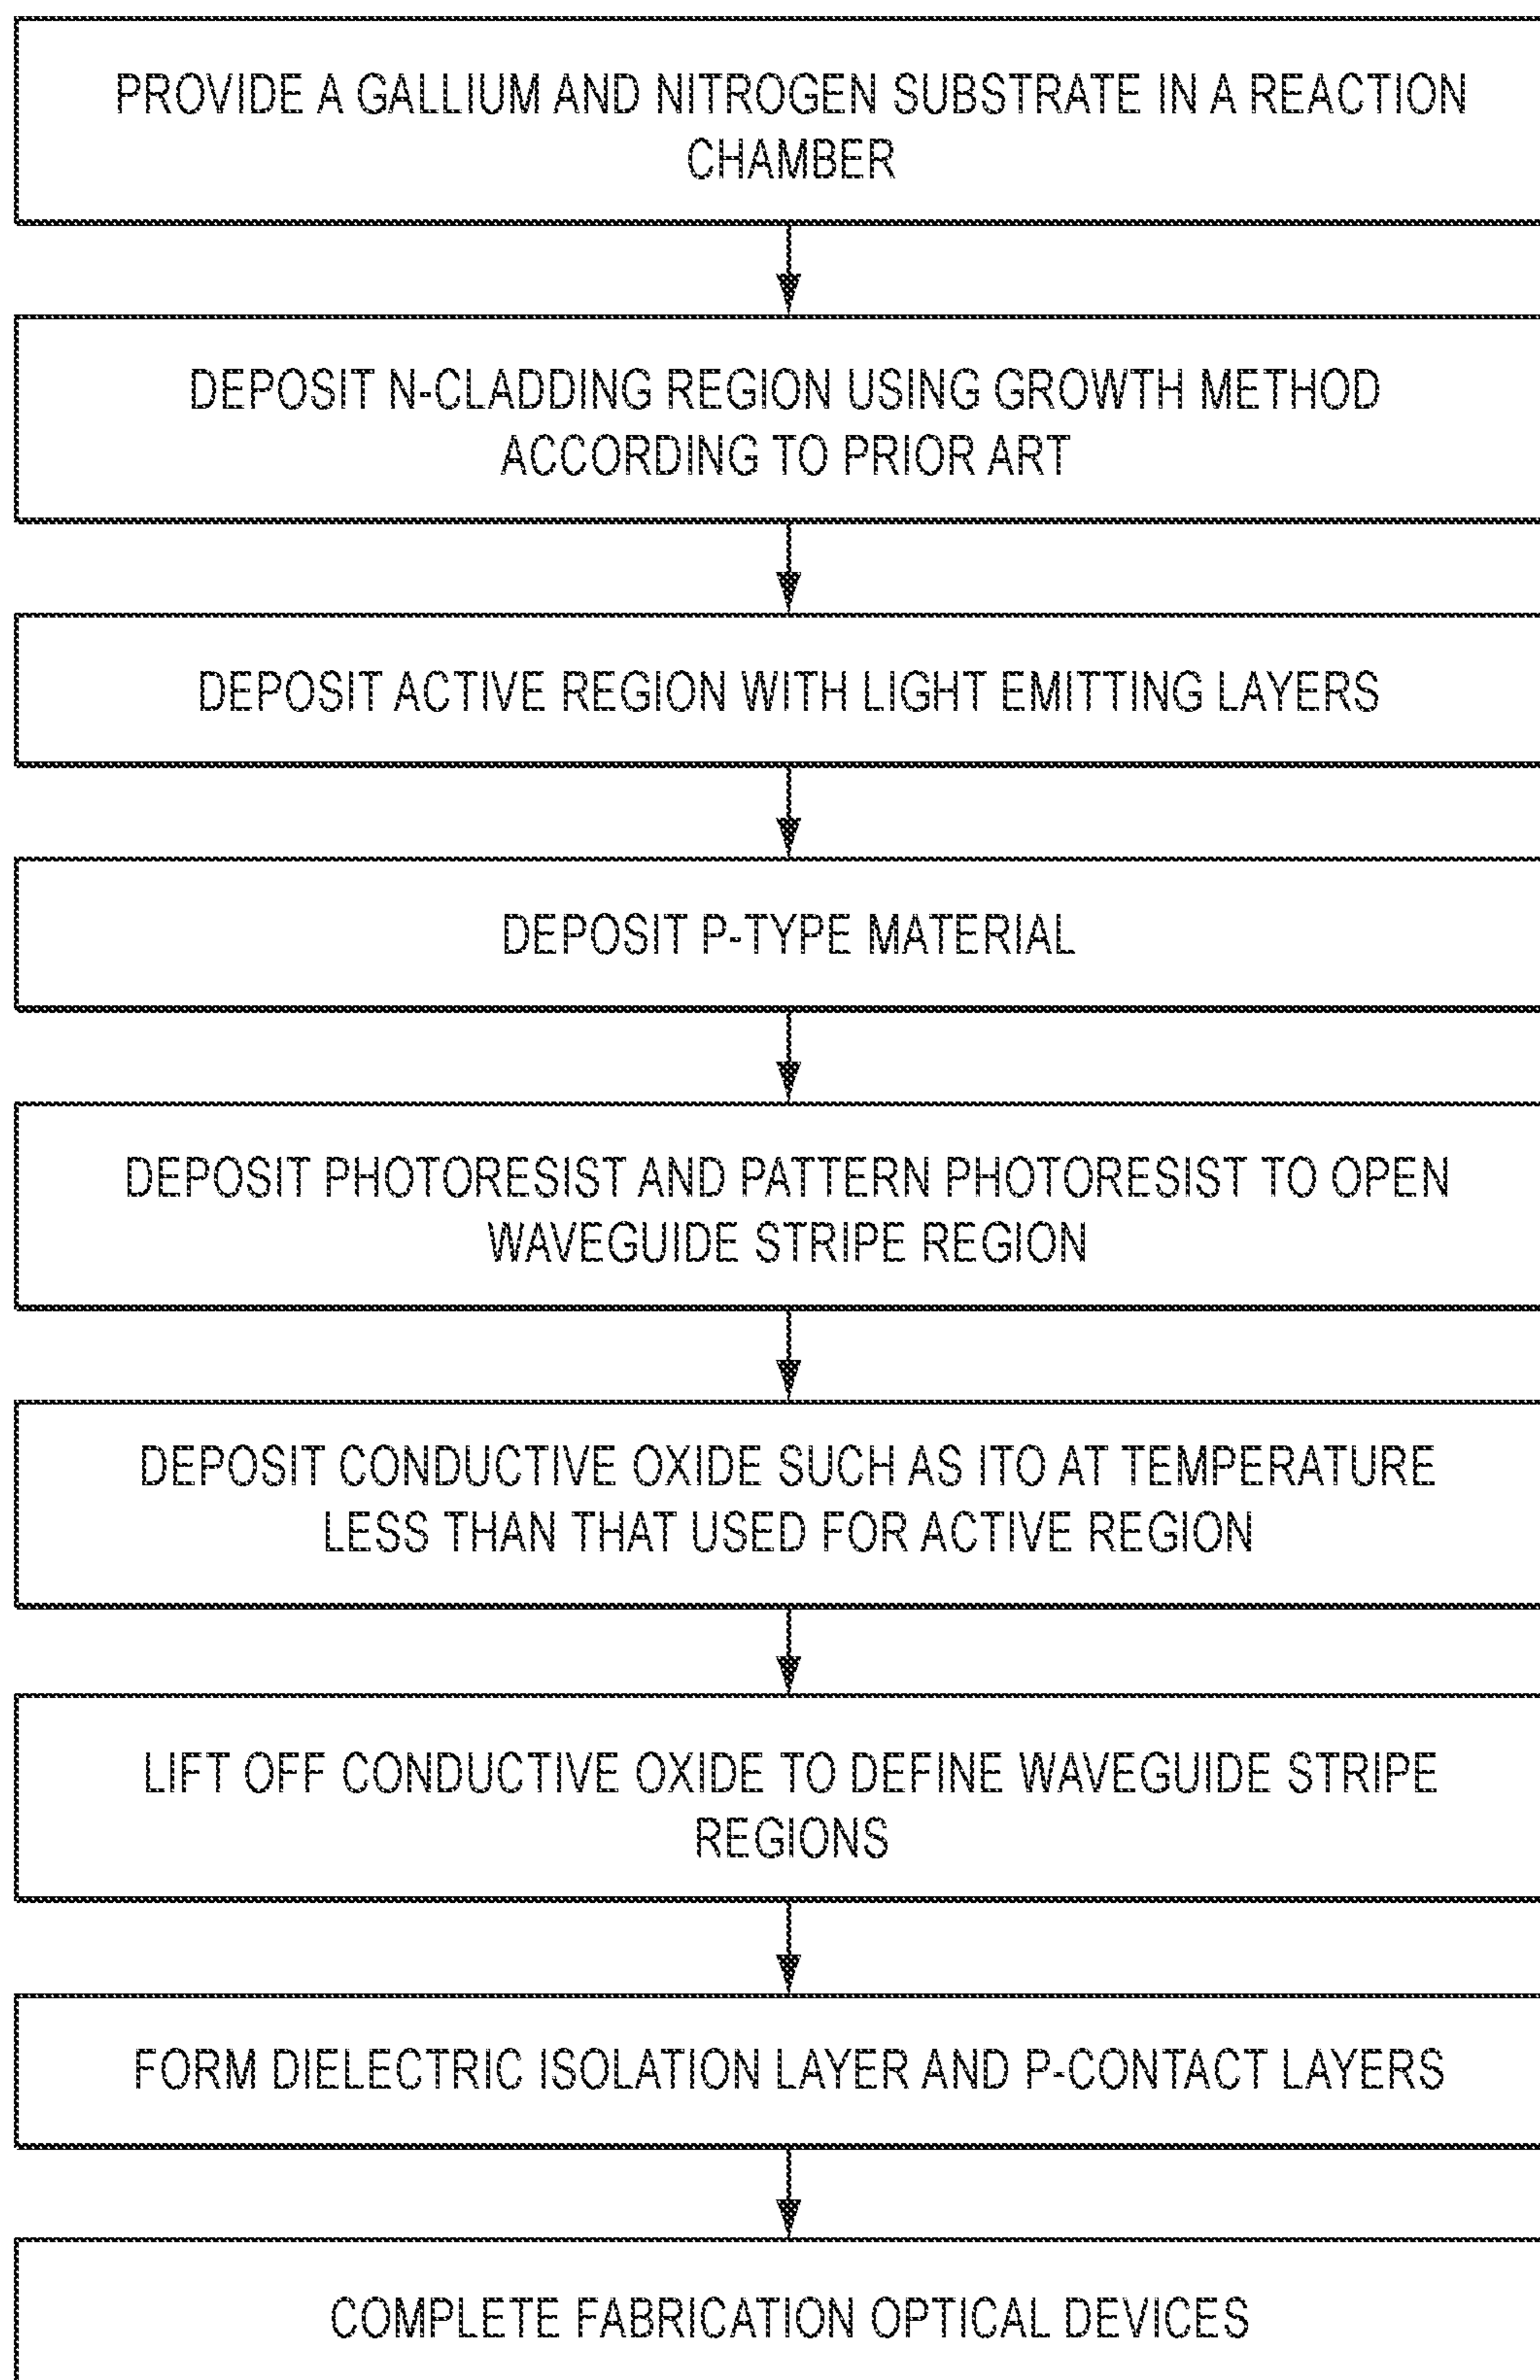 PROVIDE A GALLIUM AND NITROGEN SUBSTRATE IN A REACTION
CHAMBER
DEPOSIT N-CLADDING REGION USING GROWTH METHOD
ACCORDING TO PRIOR ART
DEPOSIT ACTIVE REGION WITH LIGHT EMITTING LAYERS
DEPOSIT P-TYPE MATERIAL
DEPOSIT PHOTORESIST AND PATTERN PHOTORESIST TO OPEN
WAVEGUIDE STRIPE REGION
DEPOSIT CONDUCTIVE OXIDE SUCH AS ITO AT TEMPERATURE
LESS THAN THAT USED FOR ACTIVE REGION
LIFT OFF CONDUCTIVE OXIDE TO DEFINE WAVEGUIDE STRIPE
REGIONS
FORM DIELECTRIC ISOLATION LAYER AND P-CONTACT LAYERS
COMPLETE FABRICATION OPTICAL DEVICES